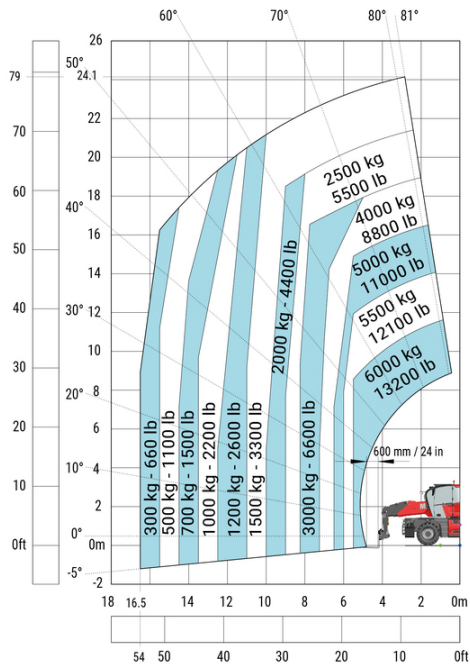 60°
70°
80°
81°
26
50°
79
24.1
22
70
20
2500 kg
5500 lb
60
18
4000 kg
8800 lb
40°
16
50
5000 kg
11000 lb
14
2000 kg - 4400 lb
40
30°
12
5500 kg
12100 lb
10
30
6000 kg
13200 lb
20°
8
20
6
600 mm / 24 in
300 kg - 660 lb
500 kg - 1100 lb
700 kg - 1500 lb
1000 kg - 2200 lb
1200 kg - 2600 lb
1500 kg - 3300 lb
3000 kg - 6600 lb
10°
4
10
2
0°
0ft
0m
-5°
-2
18
16.5
14
12
10
8
6
4
2
0m
54
50
40
30
20
10
0ft